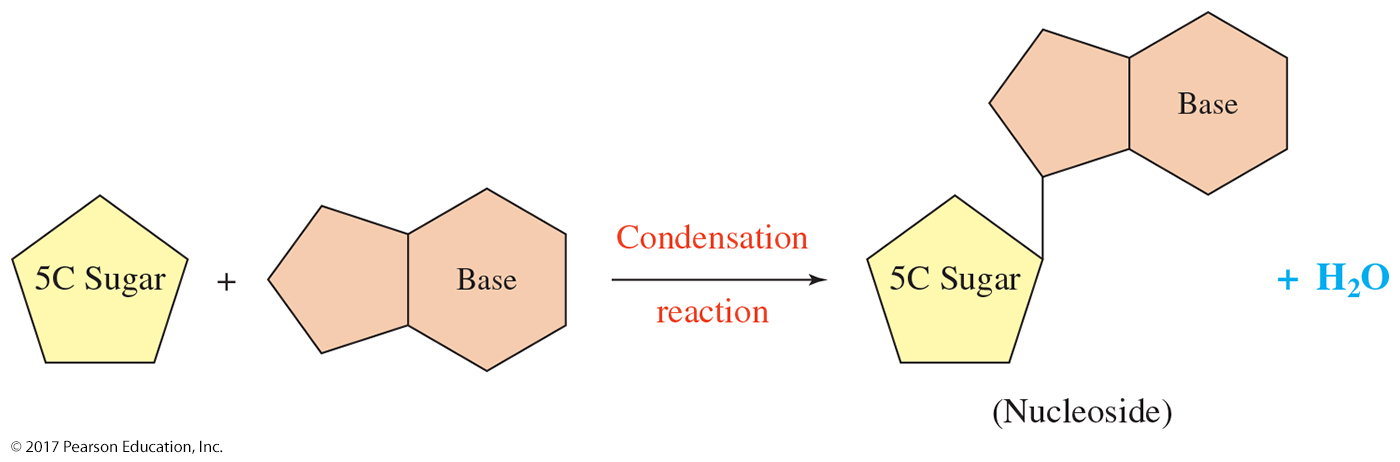 Base
5C Sugar
+
Base
Condensation
reaction
5C Sugar
+ H₂O
(Nucleoside)
© 2017 Pearson Education, Inc.